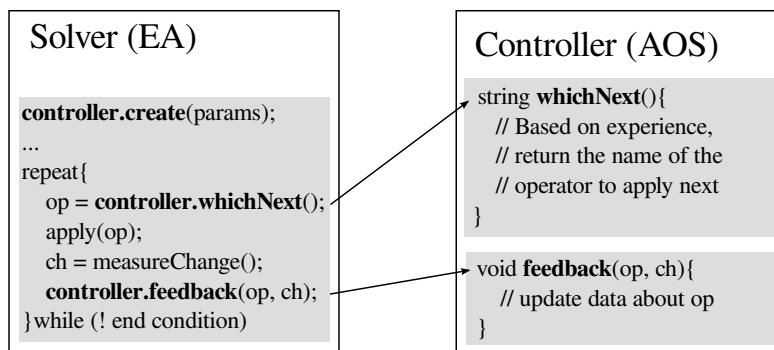 Solver (EA)
controller.create(params);
...
repeat{
op = controller.whichNext();
apply(op);
ch = measureChange();
controller.feedback(op, ch);
}while (! end condition)
Controller (AOS)
string whichNext(){
// Based on experience,
// return the name of the
// operator to apply next
}
void feedback(op, ch){
// update data about op
}